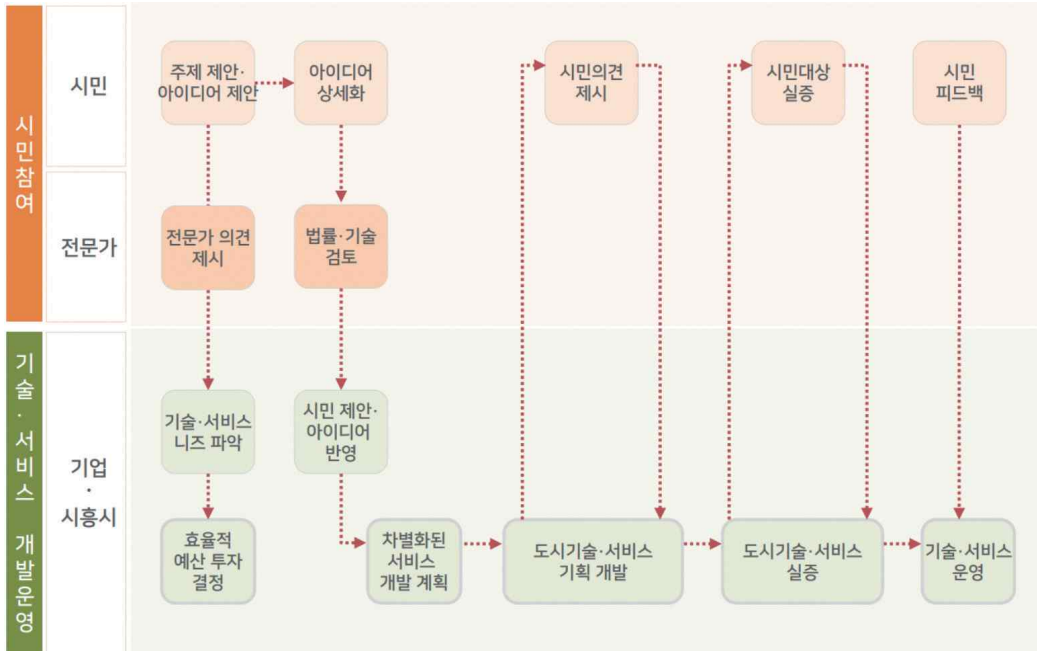 시민참여
시민
주제 제안·
아이디어 제안
아이디어
상세화
시민의견
제시
시민대상
실증
시민
피드백
전문가
전문가 의견
제시
법률·기술
검토
기술·서비스 개발운영
기업
·
시흥시
기술·서비스
니즈 파악
시민 제안·
아이디어
반영
효율적
예산 투자
결정
차별화된
서비스
개발 계획
도시기술·서비스
기획 개발
도시기술·서비스
실증
기술·서비스
운영